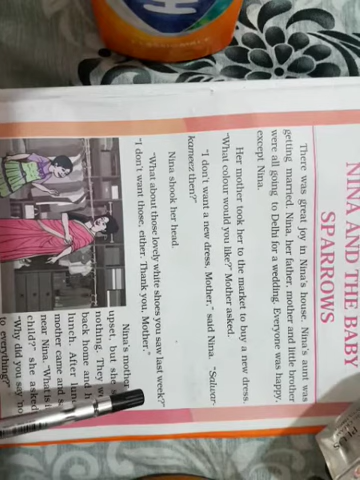 NINA AND THE BABY
SPARROWS
There was great joy in Nina's house. Nina's aunt was
getting married. Nina, her father, mother and little brother
were all going to Delhi for a wedding. Everyone was happy,
except Nina.
Her mother took her to the market to buy a new dress.
"What colour would you like?" Mother asked.
"I don't want a new dress, Mother," said Nina. "Salwar-
kameez then?"
Nina shook her head.
"What about those lovely white shoes you saw last week?"
"I don't want those, either. Thank you, Mother."
Nina's mother
upset, but she
nothing. They
back home and
lunch. After
mother came and
near Nina. "What is
child?" she asked
"Why did you say no
to everything?"